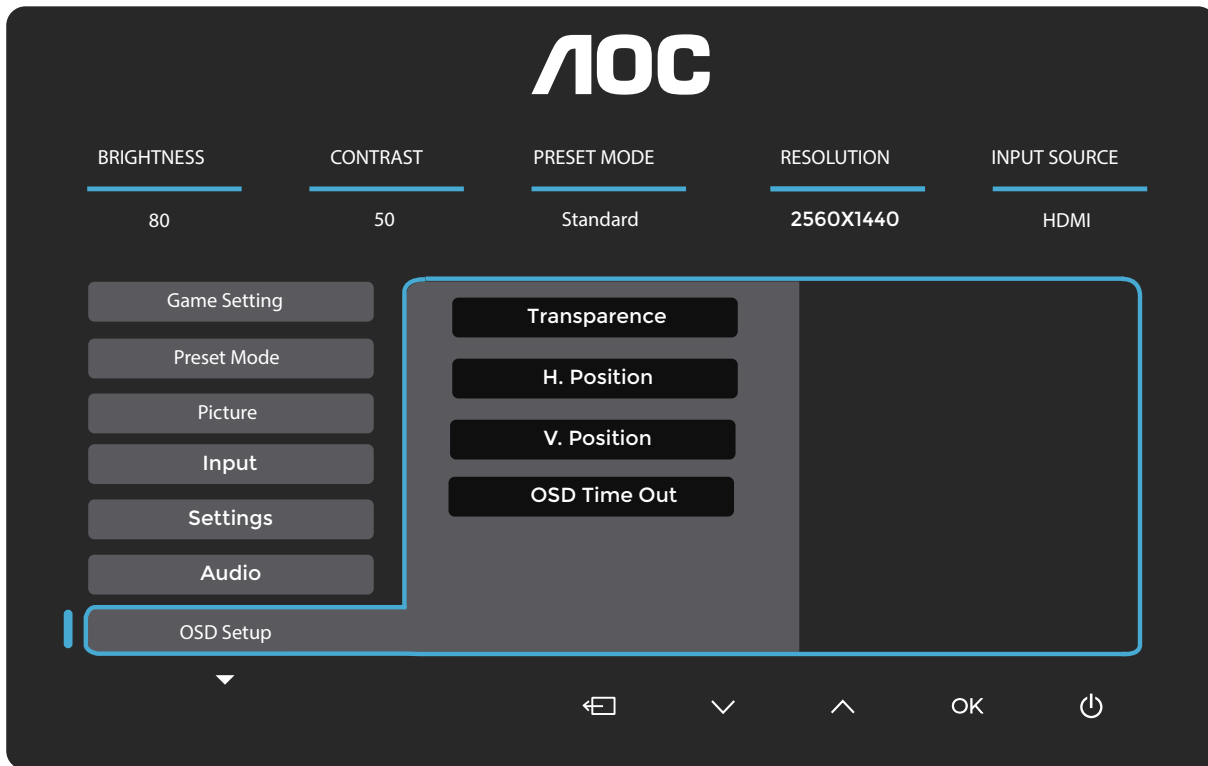 AOC
BRIGHTNESS CONTRAST PRESET MODE RESOLUTION INPUT SOURCE
80 50 Standard 2560X1440 HDMI
Game Setting
Preset Mode
Picture
Input
Settings
Audio
OSD Setup
Transparence
H. Position
V. Position
OSD Time Out
OK